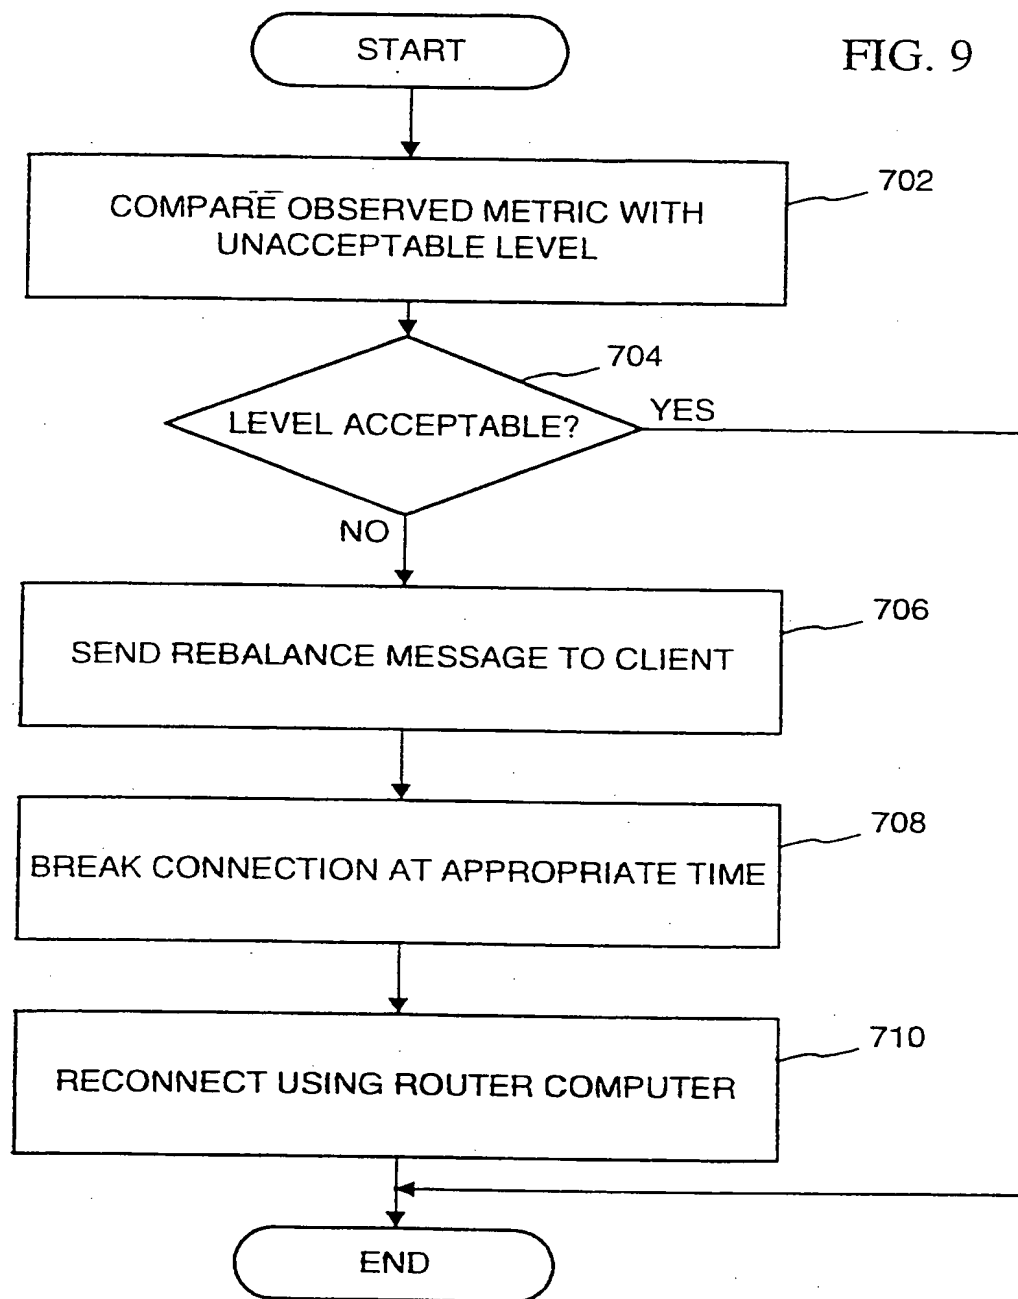 START
FIG. 9
702
COMPARE OBSERVED METRIC WITH
UNACCEPTABLE LEVEL
704
LEVEL ACCEPTABLE?
YES
NO
706
SEND REBALANCE MESSAGE TO CLIENT
708
BREAK CONNECTION AT APPROPRIATE TIME
710
RECONNECT USING ROUTER COMPUTER
END